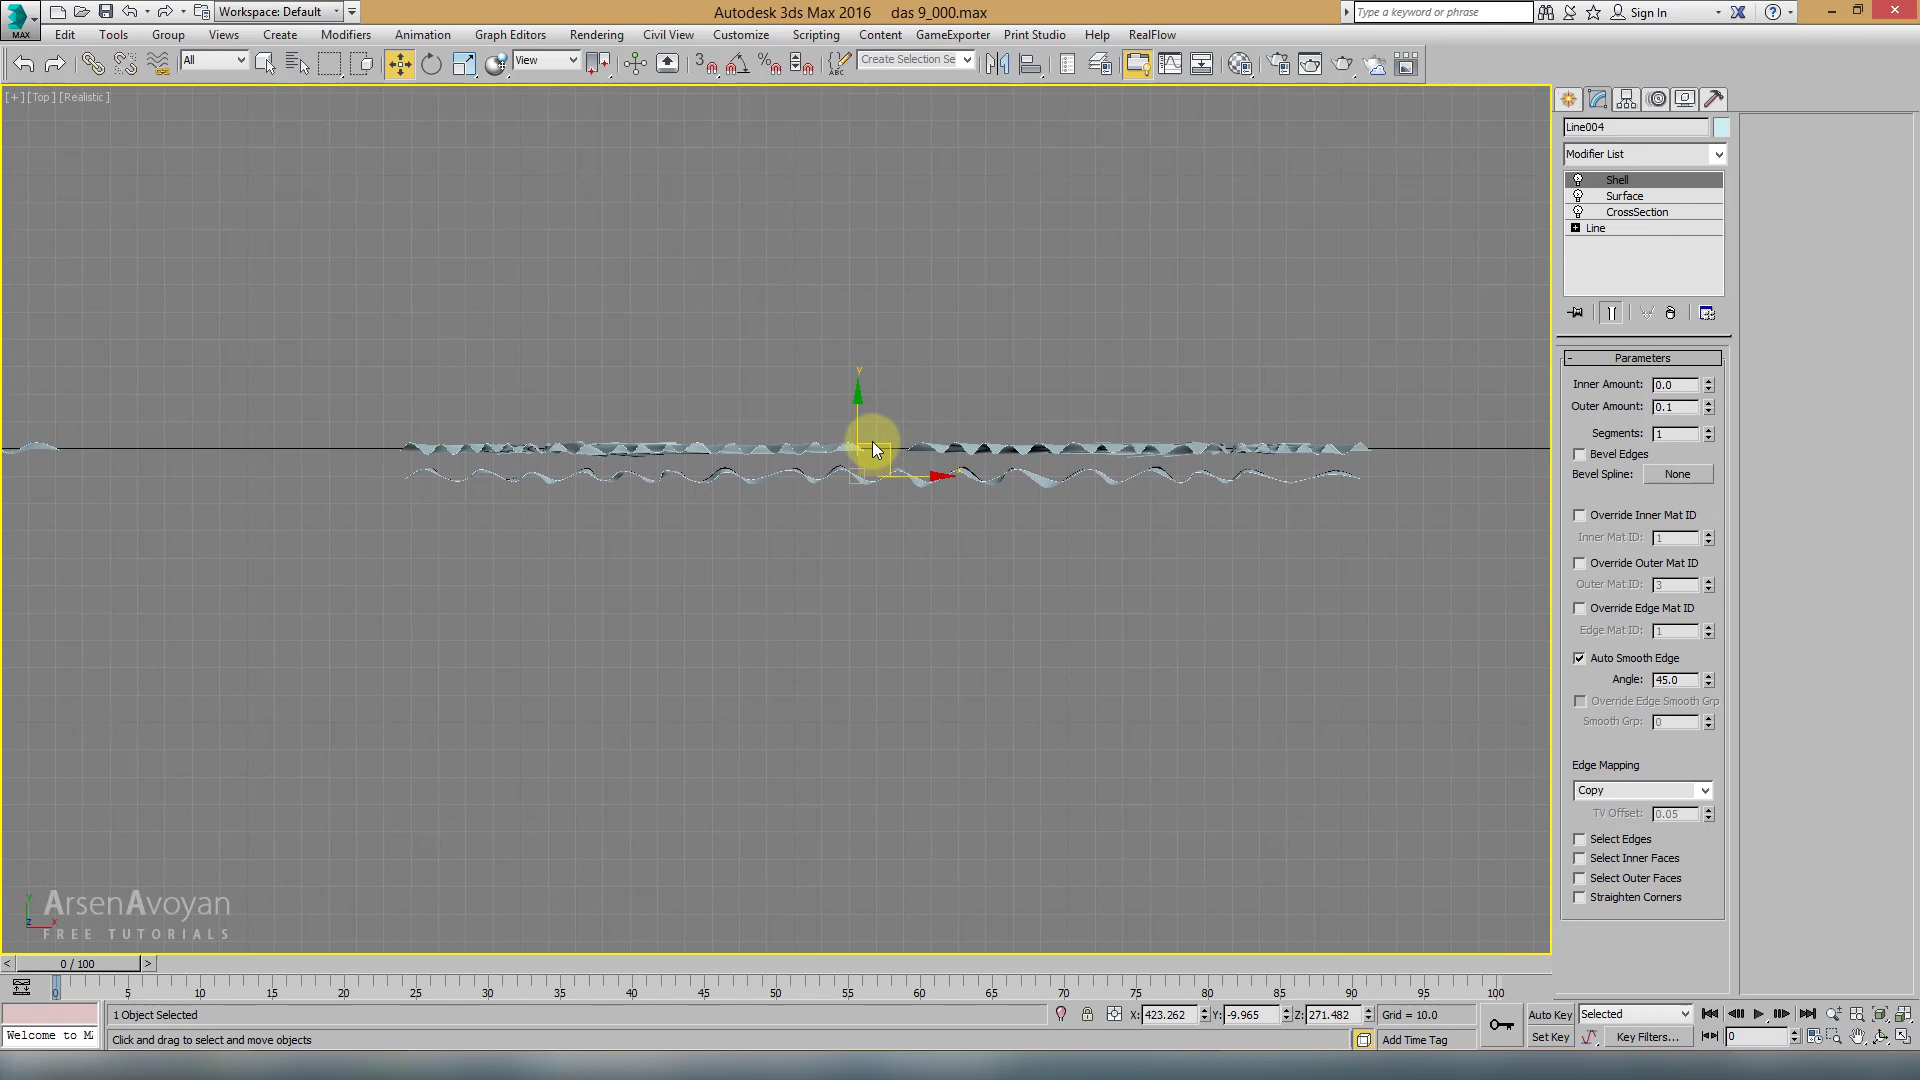 Autodesk 3ds Max 2016 das 9_000.max
MAX
Workspace: Default
Type a keyword or phrase
Sign In
Edit Tools Group Views Create Modifiers Animation Graph Editors Rendering Civil View Customize Scripting Content GameExporter Print Studio Help RealFlow
All
View
3
ABC
Create Selection Se
[+] [Top] [Realistic]
y
Line004
Modifier List
Shell
Surface
CrossSection
Line
Parameters
Inner Amount: 0.0
Outer Amount: 0.1
Segments: 1
Bevel Edges
Bevel Spline: None
Override Inner Mat ID
Inner Mat ID: 1
Override Outer Mat ID
Outer Mat ID: 3
Override Edge Mat ID
Edge Mat ID: 1
Auto Smooth Edge
Angle: 45.0
Override Edge Smooth Grp
Smooth Grp: 0
Edge Mapping
Copy
TV Offset: 0.05
Select Edges
Select Inner Faces
Select Outer Faces
Straighten Corners
ArsenAvoyan
FREE TUTORIALS
y
z x
< 0 / 100 >
0 5 10 15 20 25 30 35 40 45 50 55 60 65 70 75 80 85 90 95 100
1 Object Selected
X: 423.262 Y: -9.965 Z: 271.482 Grid = 10.0
Auto Key Selected
Welcome to M
Click and drag to select and move objects
Add Time Tag
Set Key Key Filters... 0